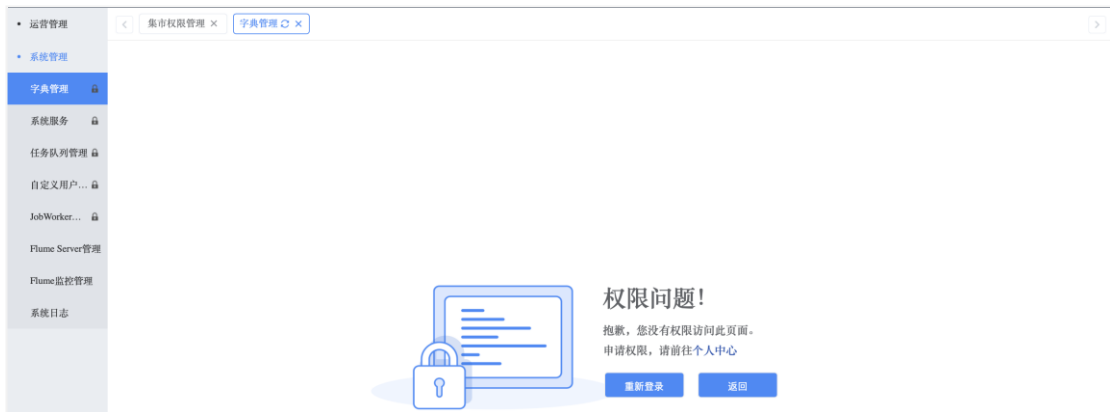 运营管理
系统管理
字典管理
系统服务
任务队列管理
自定义用户…
JobWorker…
Flume Server管理
Flume监控管理
系统日志
集市权限管理 字典管理
权限问题！
抱歉，您没有权限访问此页面。
申请权限，请前往个人中心
重新登录 返回